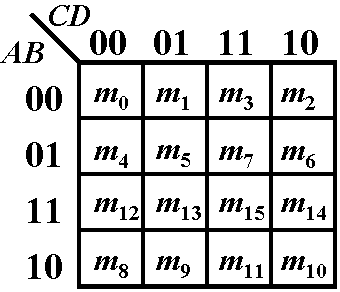 CD
AB 00 01 11 10
00 m₀ m₁ m₃ m₂
01 m₄ m₅ m₇ m₆
11 m₁₂ m₁₃ m₁₅ m₁₄
10 m₈ m₉ m₁₁ m₁₀